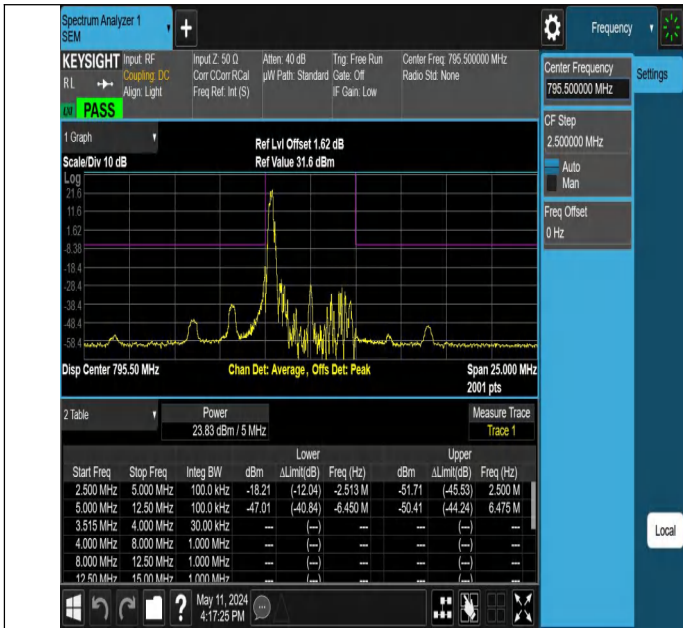 Spectrum Analyzer 1
SEM
+
Frequency
KEYSIGHT
Input: RF
Input Z: 50 Ω
Atten: 40 dB
Trig: Free Run
Center Freq: 795.500000 MHz
RL
Coupling: DC
Corr CCorr RCal
µW Path: Standard
Gate: Off
Radio Std: None
Align: Light
Freq Ref: Int (S)
IF Gain: Low
PASS
Center Frequency
795.500000 MHz
Settings
CF Step
2.500000 MHz
Auto
Man
Freq Offset
0 Hz
1 Graph
Scale/Div 10 dB
Ref Lvl Offset 1.62 dB
Ref Value 31.6 dBm
Log
21.6
11.6
1.62
-8.38
-18.4
-28.4
-38.4
-48.4
-58.4
Disp Center 795.50 MHz
Chan Det: Average, Offs Det: Peak
Span 25.000 MHz
2001 pts
2 Table
Power
23.83 dBm / 5 MHz
Measure Trace
Trace 1
Lower Upper
Start Freq Stop Freq Integ BW dBm ΔLimit(dB) Freq (Hz) dBm ΔLimit(dB) Freq (Hz)
2.500 MHz 5.000 MHz 100.0 kHz -18.21 (-12.04) -2.513 M -51.71 (-45.53) 2.500 M
5.000 MHz 12.50 MHz 100.0 kHz -47.01 (-40.84) -6.450 M -50.41 (-44.24) 6.475 M
3.515 MHz 4.000 MHz 30.00 kHz --- (---) --- --- (---) ---
4.000 MHz 8.000 MHz 1.000 MHz --- (---) --- --- (---) ---
8.000 MHz 12.50 MHz 1.000 MHz --- (---) --- --- (---) ---
12.50 MHz 15.00 MHz 1.000 MHz --- (---) --- --- (---) ---
Local
?
May 11, 2024
4:17:25 PM